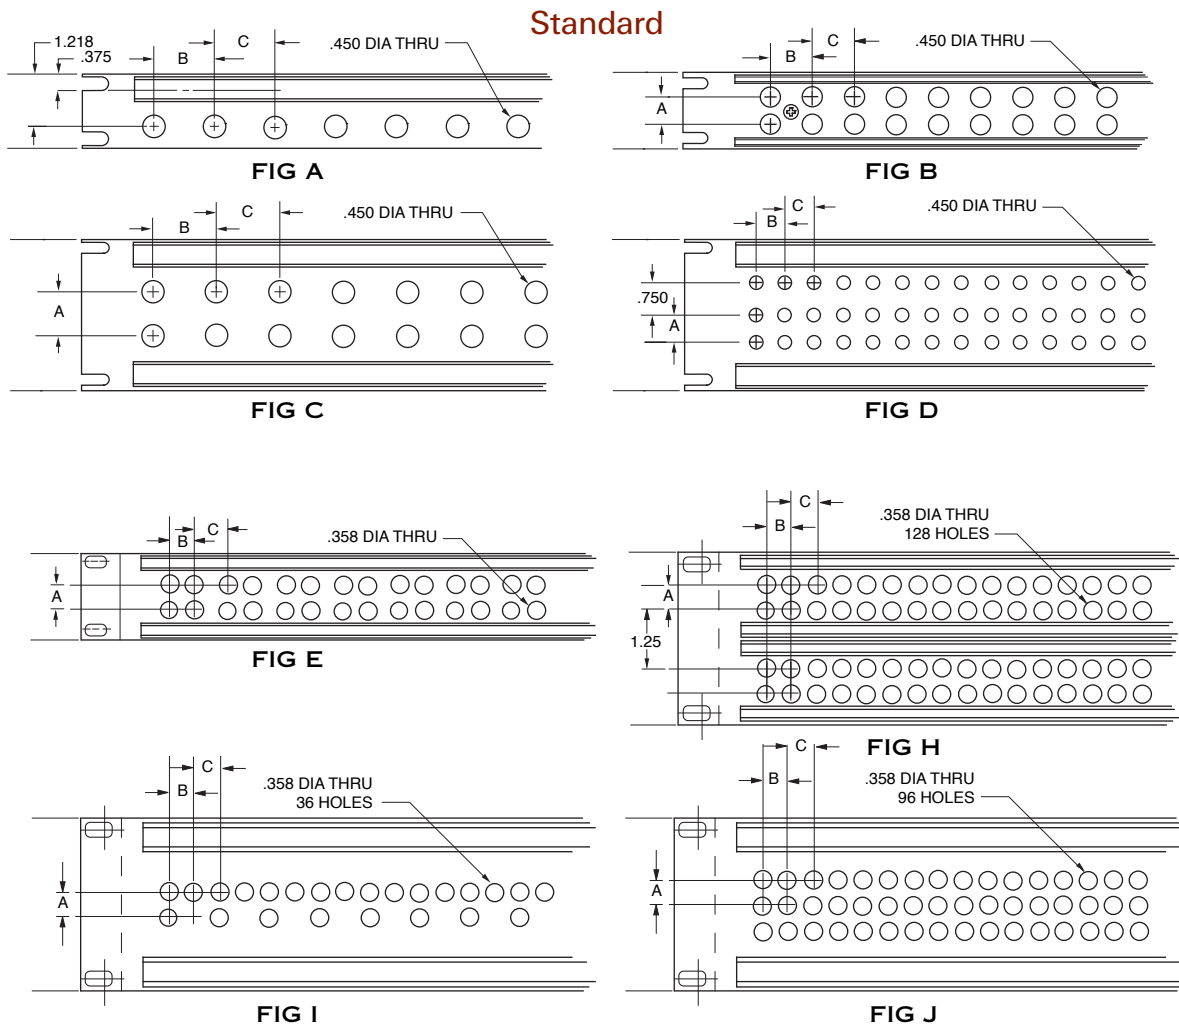 Standard
1.218
.375
B
C
.450 DIA THRU
FIG A
A
B
C
.450 DIA THRU
FIG B
A
B
C
.450 DIA THRU
FIG C
.750
A
B
C
.450 DIA THRU
FIG D
A
B
C
.358 DIA THRU
FIG E
A
1.25
B
C
.358 DIA THRU
128 HOLES
FIG H
A
B
C
.358 DIA THRU
36 HOLES
FIG I
A
B
C
.358 DIA THRU
96 HOLES
FIG J